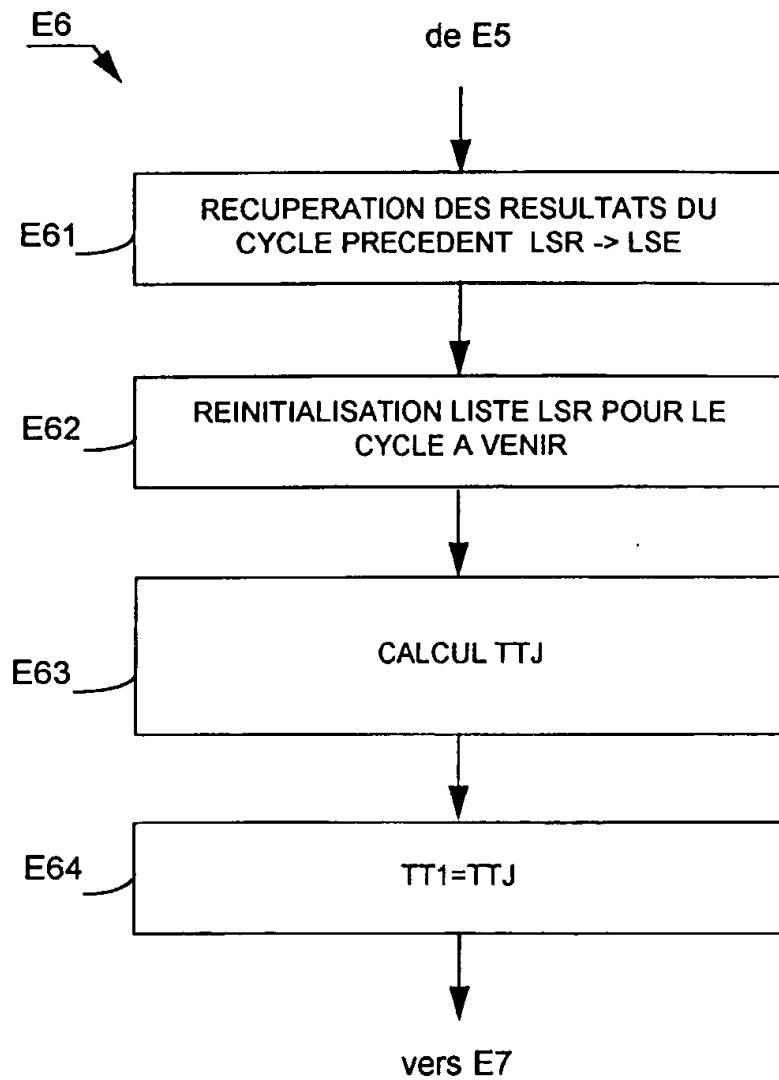 E6
de E5
E61
RECUPERATION DES RESULTATS DU
CYCLE PRECEDENT LSR -> LSE
E62
REINITIALISATION LISTE LSR POUR LE
CYCLE A VENIR
E63
CALCUL TTJ
E64
TT1=TTJ
vers E7